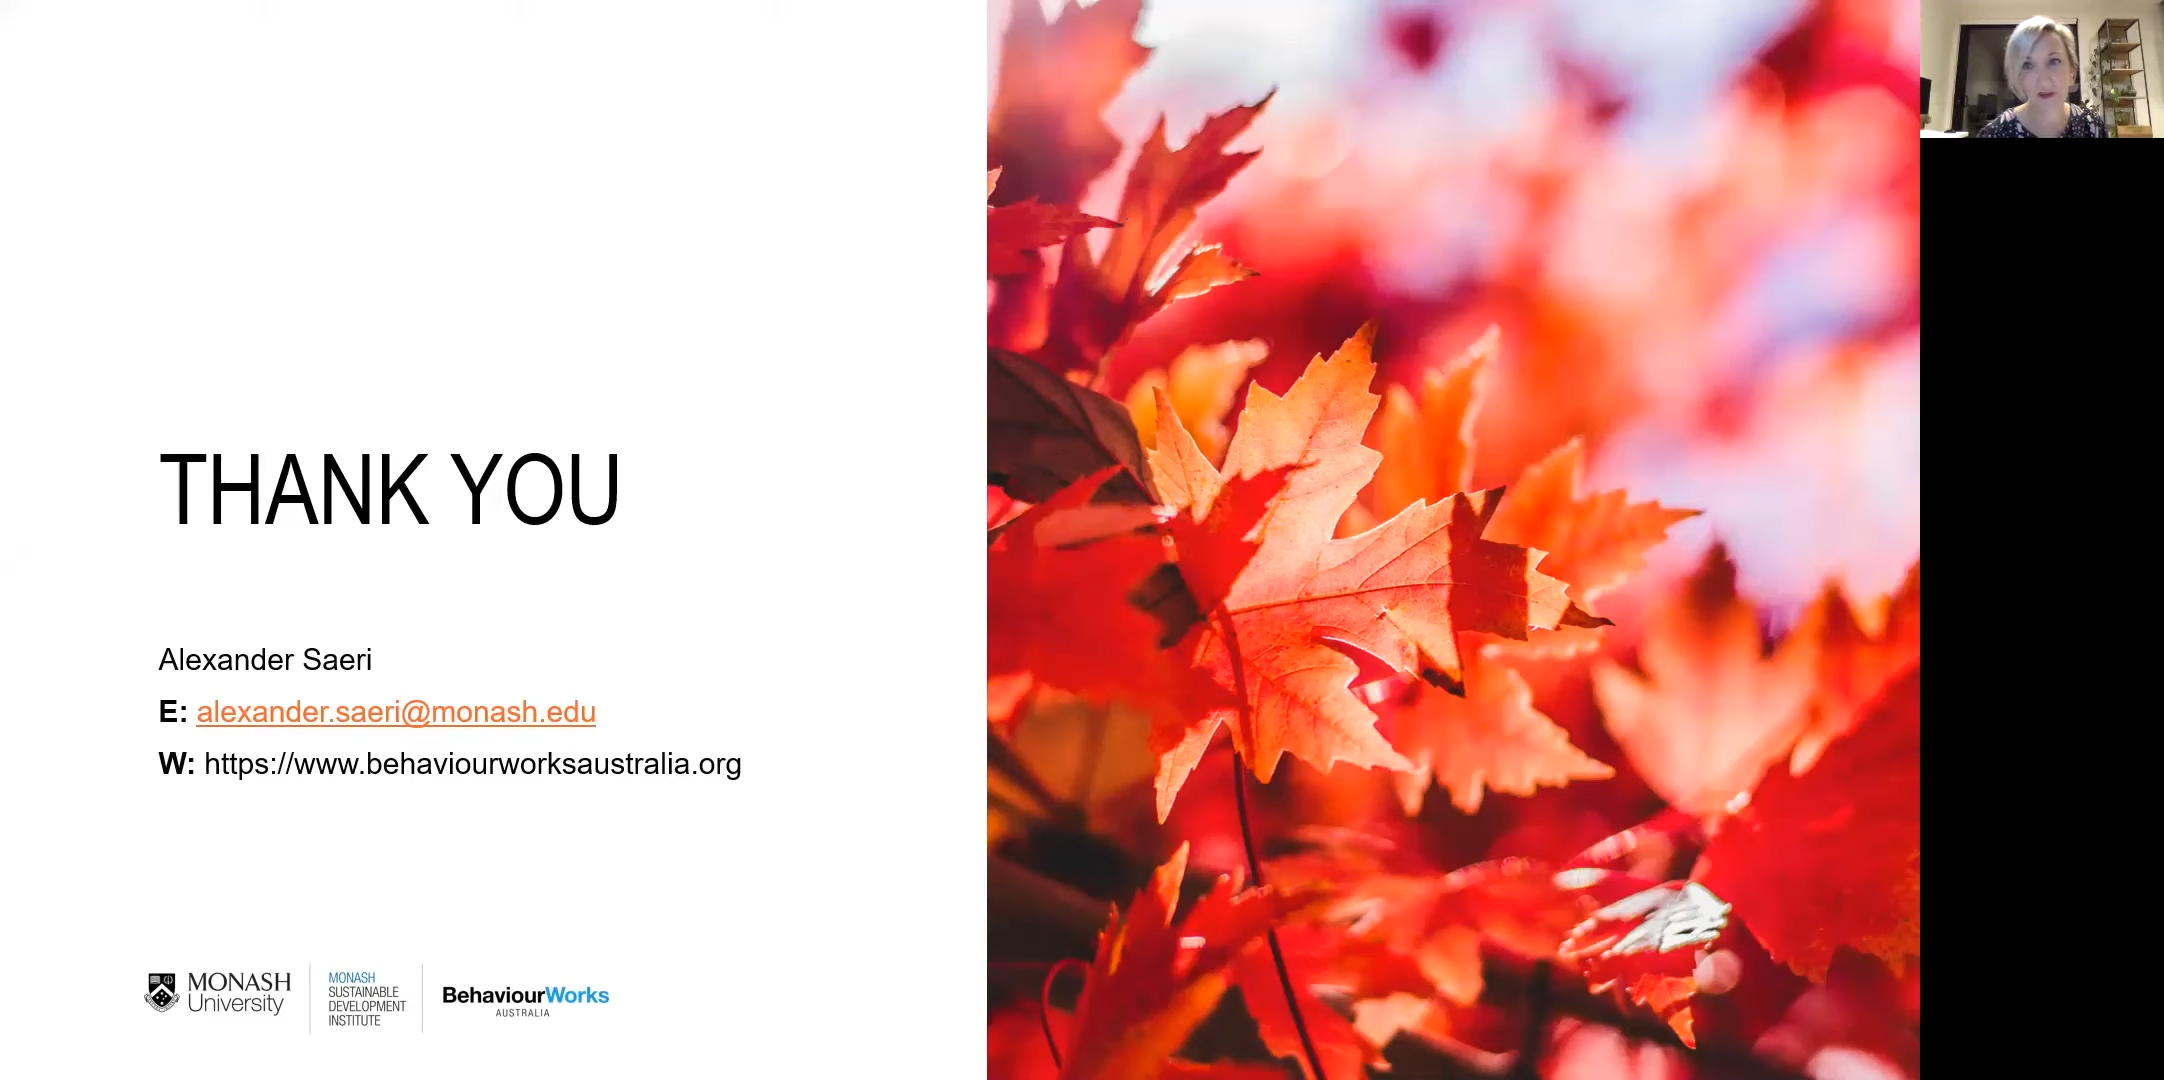 THANK YOU
Alexander Saeri
E: alexander.saeri@monash.edu
W: https://www.behaviourworksaustralia.org
MONASH
University
MONASH
SUSTAINABLE
DEVELOPMENT
INSTITUTE
BehaviourWorks
AUSTRALIA